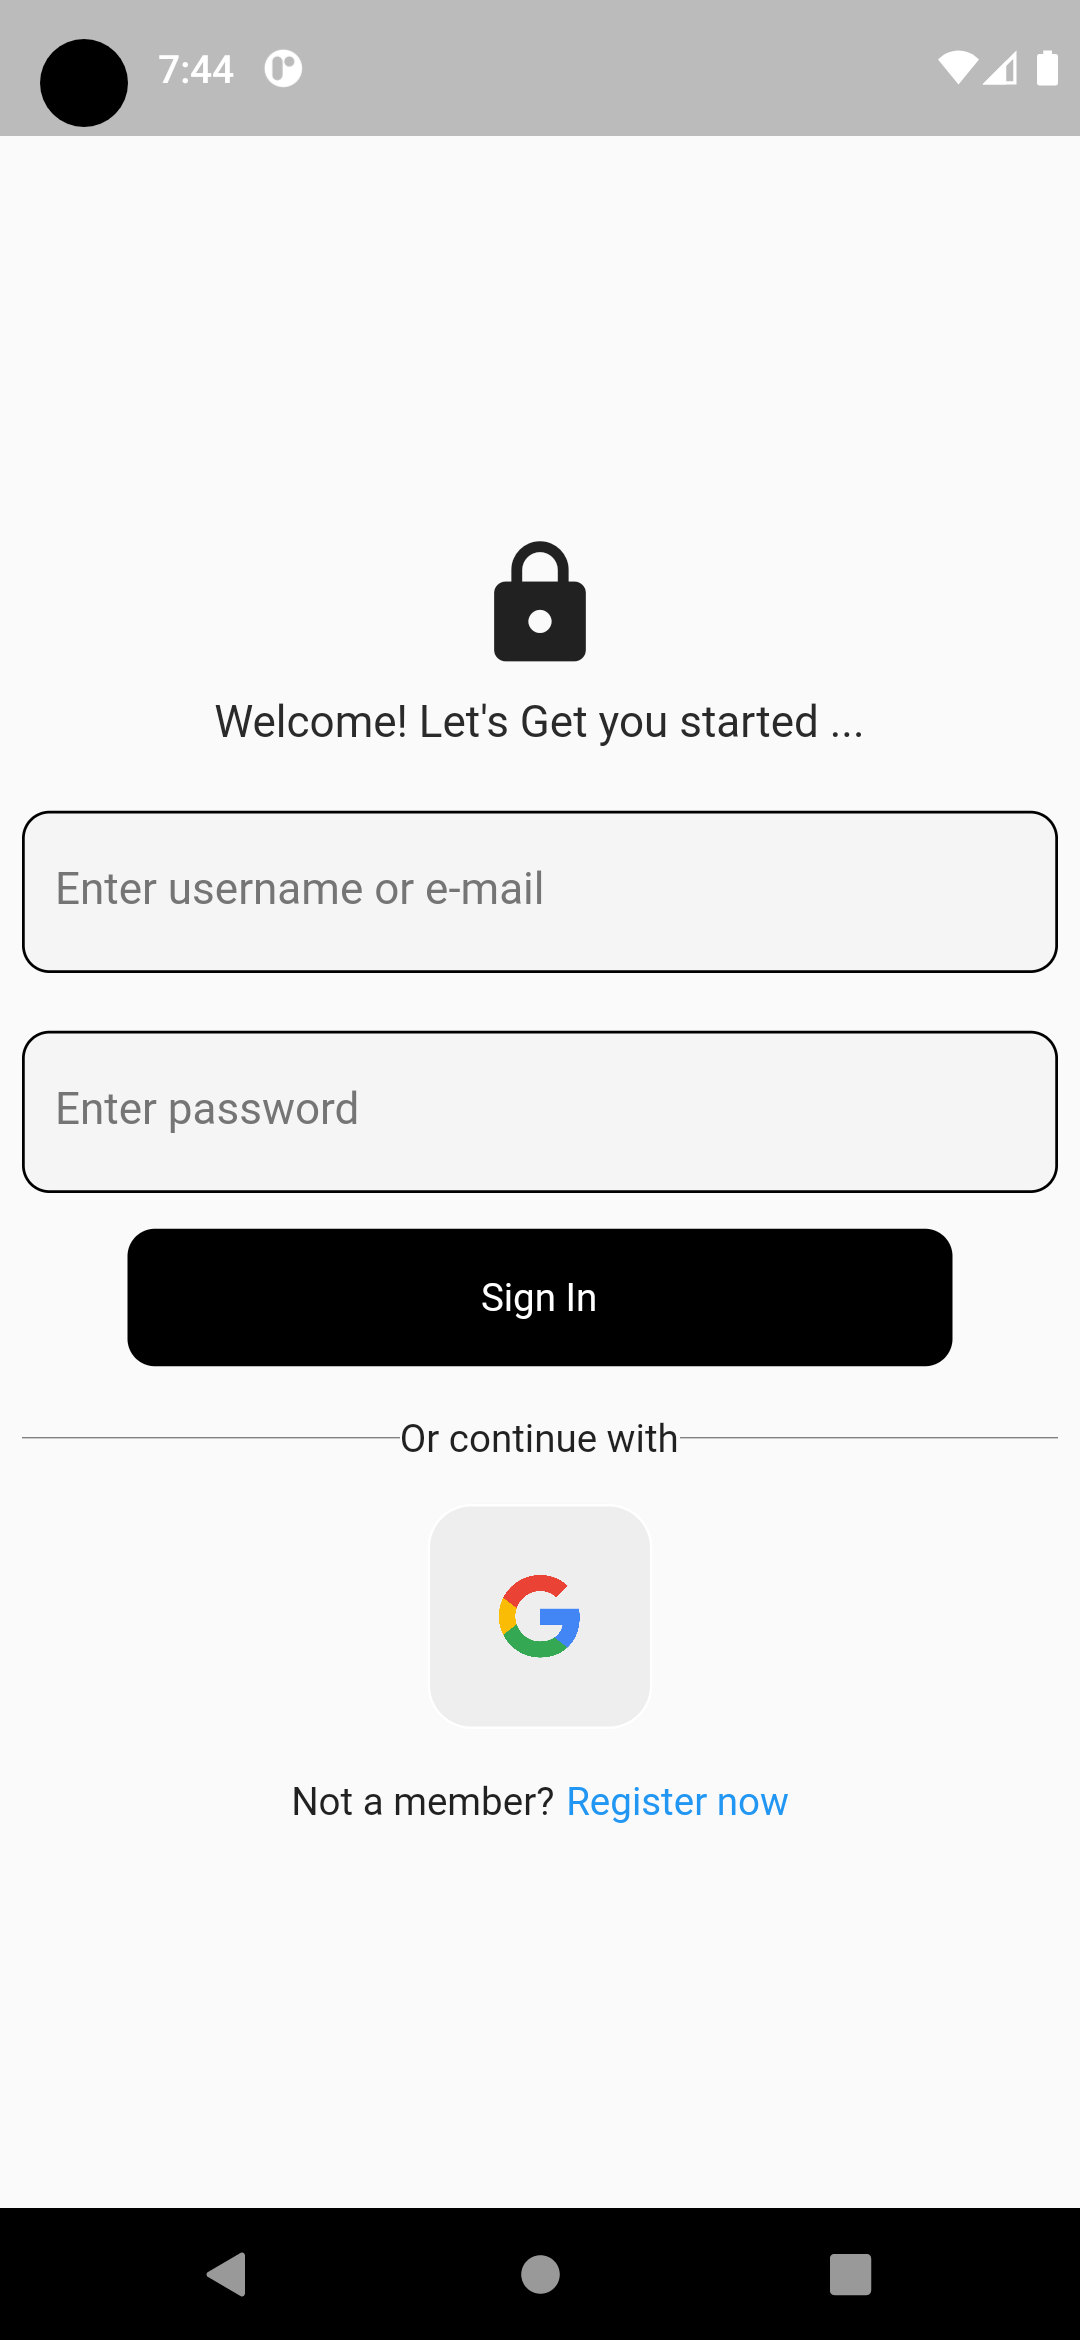 7:44
Welcome! Let's Get you started ...
Enter username or e-mail
Enter password
Sign In
Or continue with
Not a member? Register now